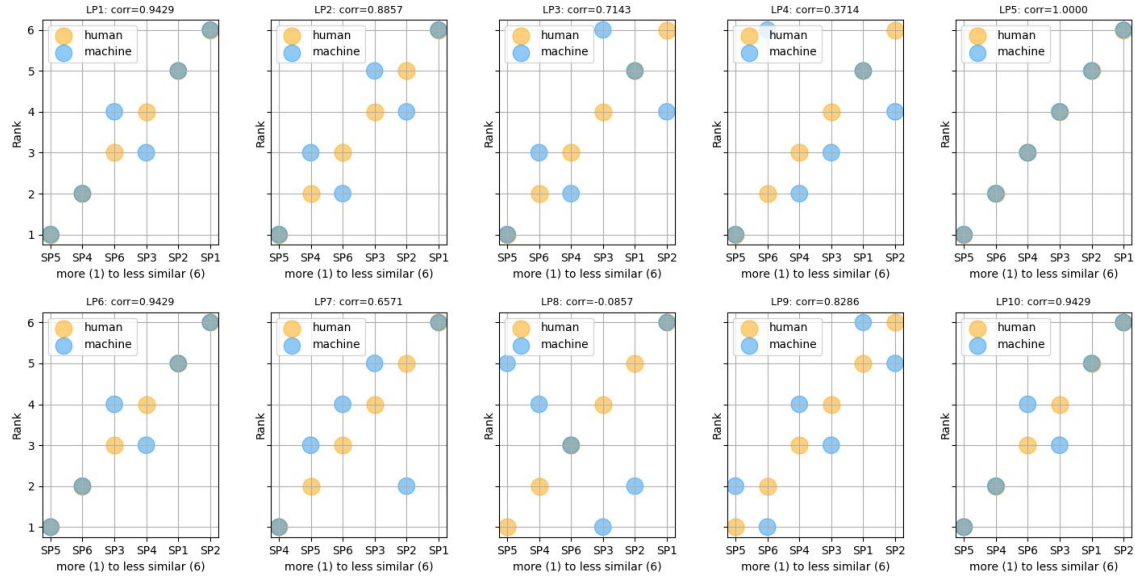 LP1: corr=0.9429
LP2: corr=0.8857
LP3: corr=0.7143
LP4: corr=0.3714
LP5: corr=1.0000
human
machine
human
machine
human
machine
human
machine
human
machine
Rank
6
5
4
3
2
1
Rank
Rank
Rank
Rank
SP5 SP4 SP6 SP3 SP2 SP1
SP5 SP4 SP6 SP3 SP2 SP1
SP5 SP6 SP4 SP3 SP1 SP2
SP5 SP6 SP4 SP3 SP1 SP2
SP5 SP6 SP4 SP3 SP2 SP1
more (1) to less similar (6)
more (1) to less similar (6)
more (1) to less similar (6)
more (1) to less similar (6)
more (1) to less similar (6)
LP6: corr=0.9429
LP7: corr=0.6571
LP8: corr=-0.0857
LP9: corr=0.8286
LP10: corr=0.9429
human
machine
human
machine
human
machine
human
machine
human
machine
Rank
6
5
4
3
2
1
Rank
Rank
Rank
Rank
SP5 SP6 SP3 SP4 SP1 SP2
SP4 SP5 SP6 SP3 SP2 SP1
SP5 SP4 SP6 SP3 SP2 SP1
SP5 SP6 SP4 SP3 SP1 SP2
SP5 SP4 SP6 SP3 SP1 SP2
more (1) to less similar (6)
more (1) to less similar (6)
more (1) to less similar (6)
more (1) to less similar (6)
more (1) to less similar (6)